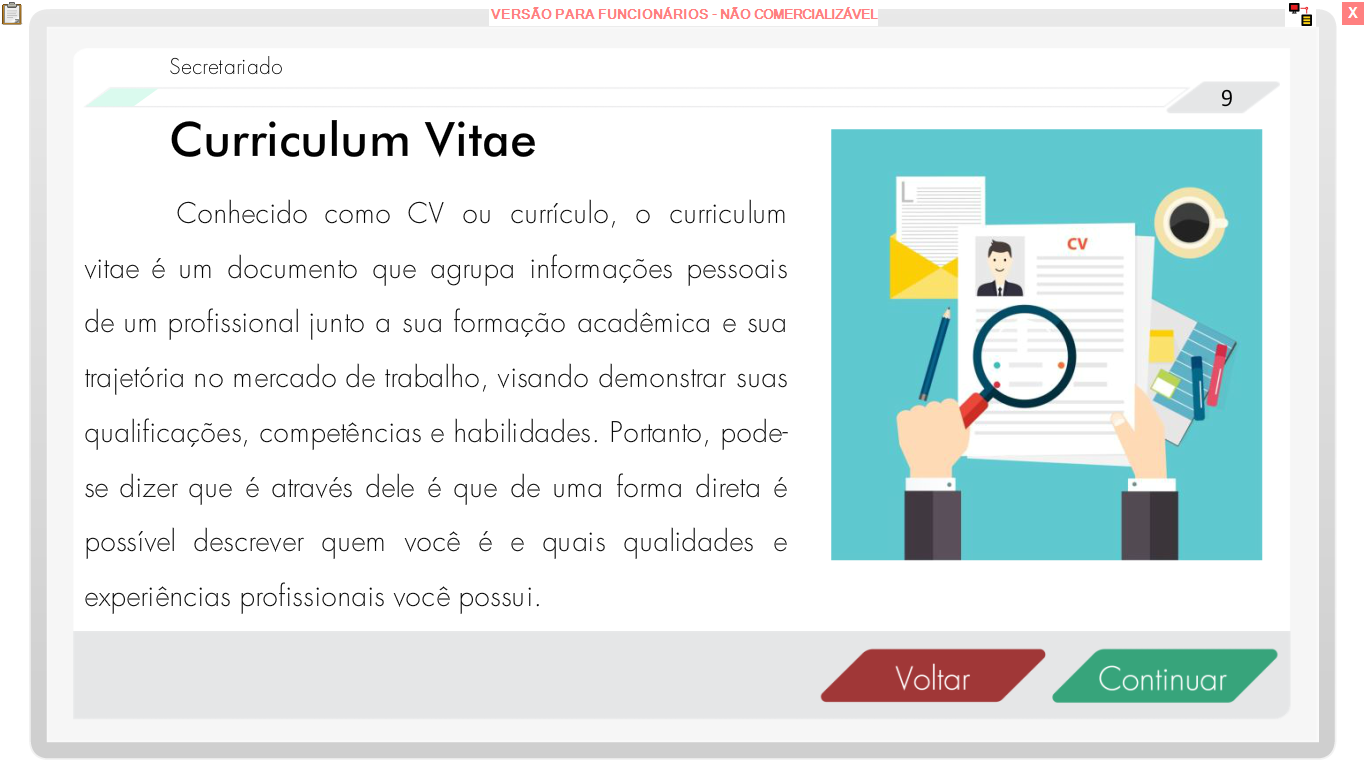 VERSÃO PARA FUNCIONÁRIOS - NÃO COMERCIALIZÁVEL
X
Secretariado
9
Curriculum Vitae
Conhecido como CV ou currículo, o curriculum
vitae é um documento que agrupa informações pessoais
de um profissional junto a sua formação acadêmica e sua
trajetória no mercado de trabalho, visando demonstrar suas
qualificações, competências e habilidades. Portanto, pode-
se dizer que é através dele é que de uma forma direta é
possível descrever quem você é e quais qualidades e
experiências profissionais você possui.
L
CV
Voltar
Continuar